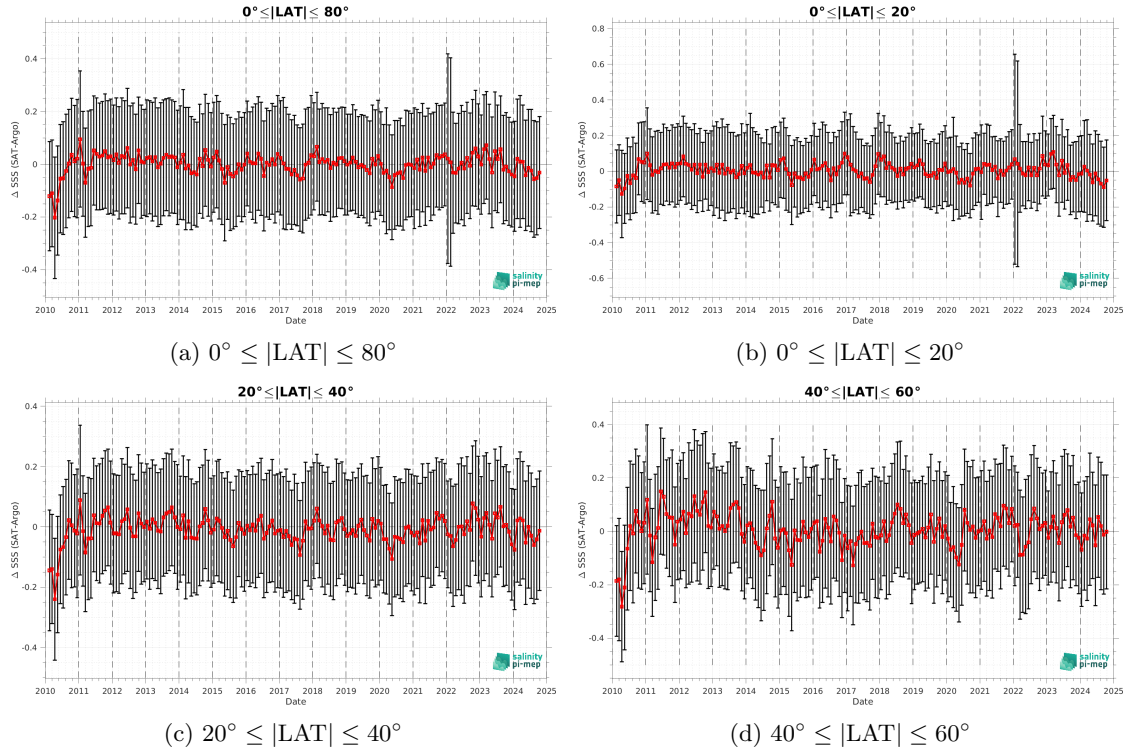 0°≤|LAT|≤ 80°
0.4
0.2
0
-0.2
-0.4
Δ SSS (SAT-Argo)
2010 2011 2012 2013 2014 2015 2016 2017 2018 2019 2020 2021 2022 2023 2024 2025
Date
salinity
pi-mep
(a) 0° ≤ |LAT| ≤ 80°
0°≤|LAT|≤ 20°
0.8
0.6
0.4
0.2
0
-0.2
-0.4
-0.6
Δ SSS (SAT-Argo)
2010 2011 2012 2013 2014 2015 2016 2017 2018 2019 2020 2021 2022 2023 2024 2025
Date
salinity
pi-mep
(b) 0° ≤ |LAT| ≤ 20°
20°≤|LAT|≤ 40°
0.4
0.2
0
-0.2
-0.4
Δ SSS (SAT-Argo)
2010 2011 2012 2013 2014 2015 2016 2017 2018 2019 2020 2021 2022 2023 2024 2025
Date
salinity
pi-mep
(c) 20° ≤ |LAT| ≤ 40°
40°≤|LAT|≤ 60°
0.4
0.2
0
-0.2
-0.4
Δ SSS (SAT-Argo)
2010 2011 2012 2013 2014 2015 2016 2017 2018 2019 2020 2021 2022 2023 2024 2025
Date
salinity
pi-mep
(d) 40° ≤ |LAT| ≤ 60°